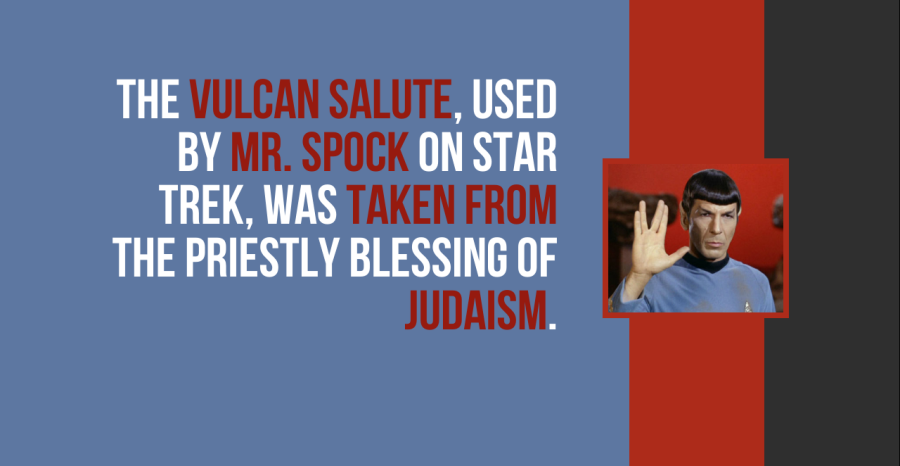 THE VULCAN SALUTE, USED
BY MR. SPOCK ON STAR
TREK, WAS TAKEN FROM
THE PRIESTLY BLESSING OF
JUDAISM.